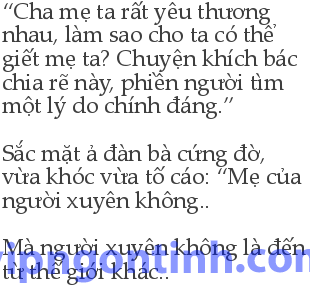 “Cha mẹ ta rất yêu thương
nhau, làm sao cho ta có thể
giết mẹ ta? Chuyện khích bác
chia rẽ này, phiền người tìm
một lý do chính đáng.”
Sắc mặt ả đàn bà cứng đờ,
vừa khóc vừa tố cáo: “Mẹ của
người xuyên không..
Mà người xuyên không là đến
từ thế giới khác..
vipngontinh.com